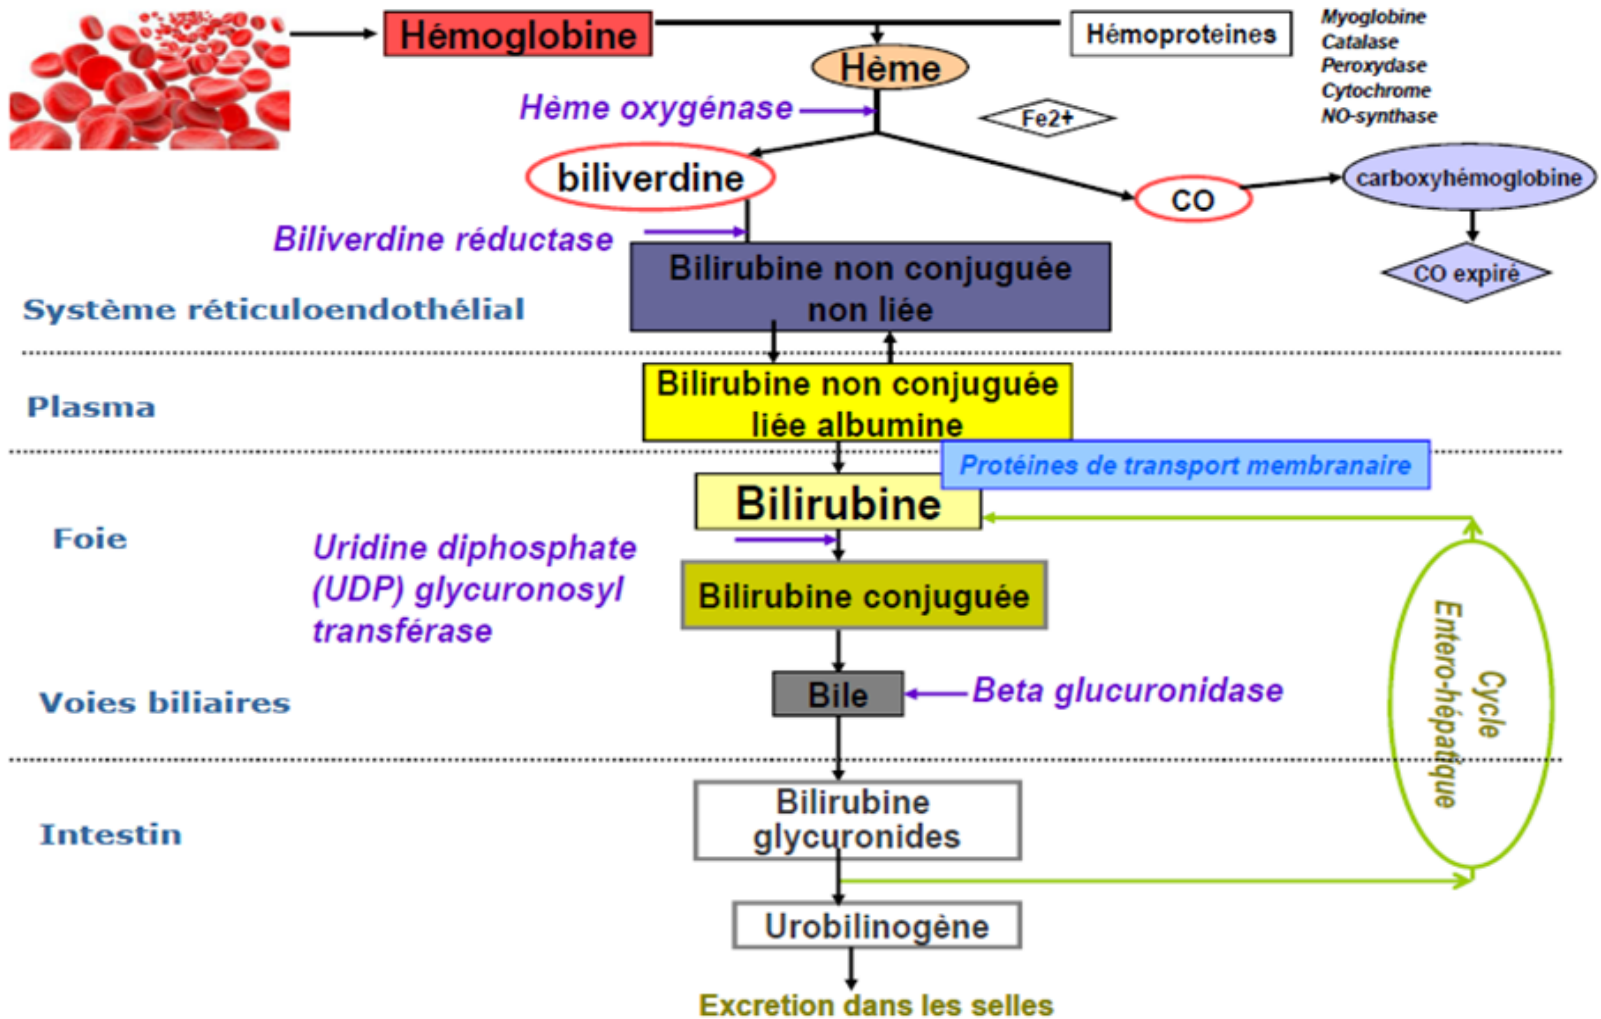 Hémoglobine
Hémoproteines
Myoglobine
Catalase
Peroxydase
Cytochrome
NO-synthase
Hème
Hème oxygénase
Fe2+
biliverdine
CO
carboxyhémoglobine
Biliverdine réductase
Bilirubine non conjuguée
non liée
CO expiré
Système réticuloendothélial
Plasma
Bilirubine non conjuguée
liée albumine
Protéines de transport membranaire
Bilirubine
Foie
Uridine diphosphate
(UDP) glycuronosyl
transférase
Bilirubine conjuguée
Cycle
Entero-hépatique
Voies biliaires
Bile
Beta glucuronidase
Intestin
Bilirubine
glycuronides
Urobilinogène
Excretion dans les selles